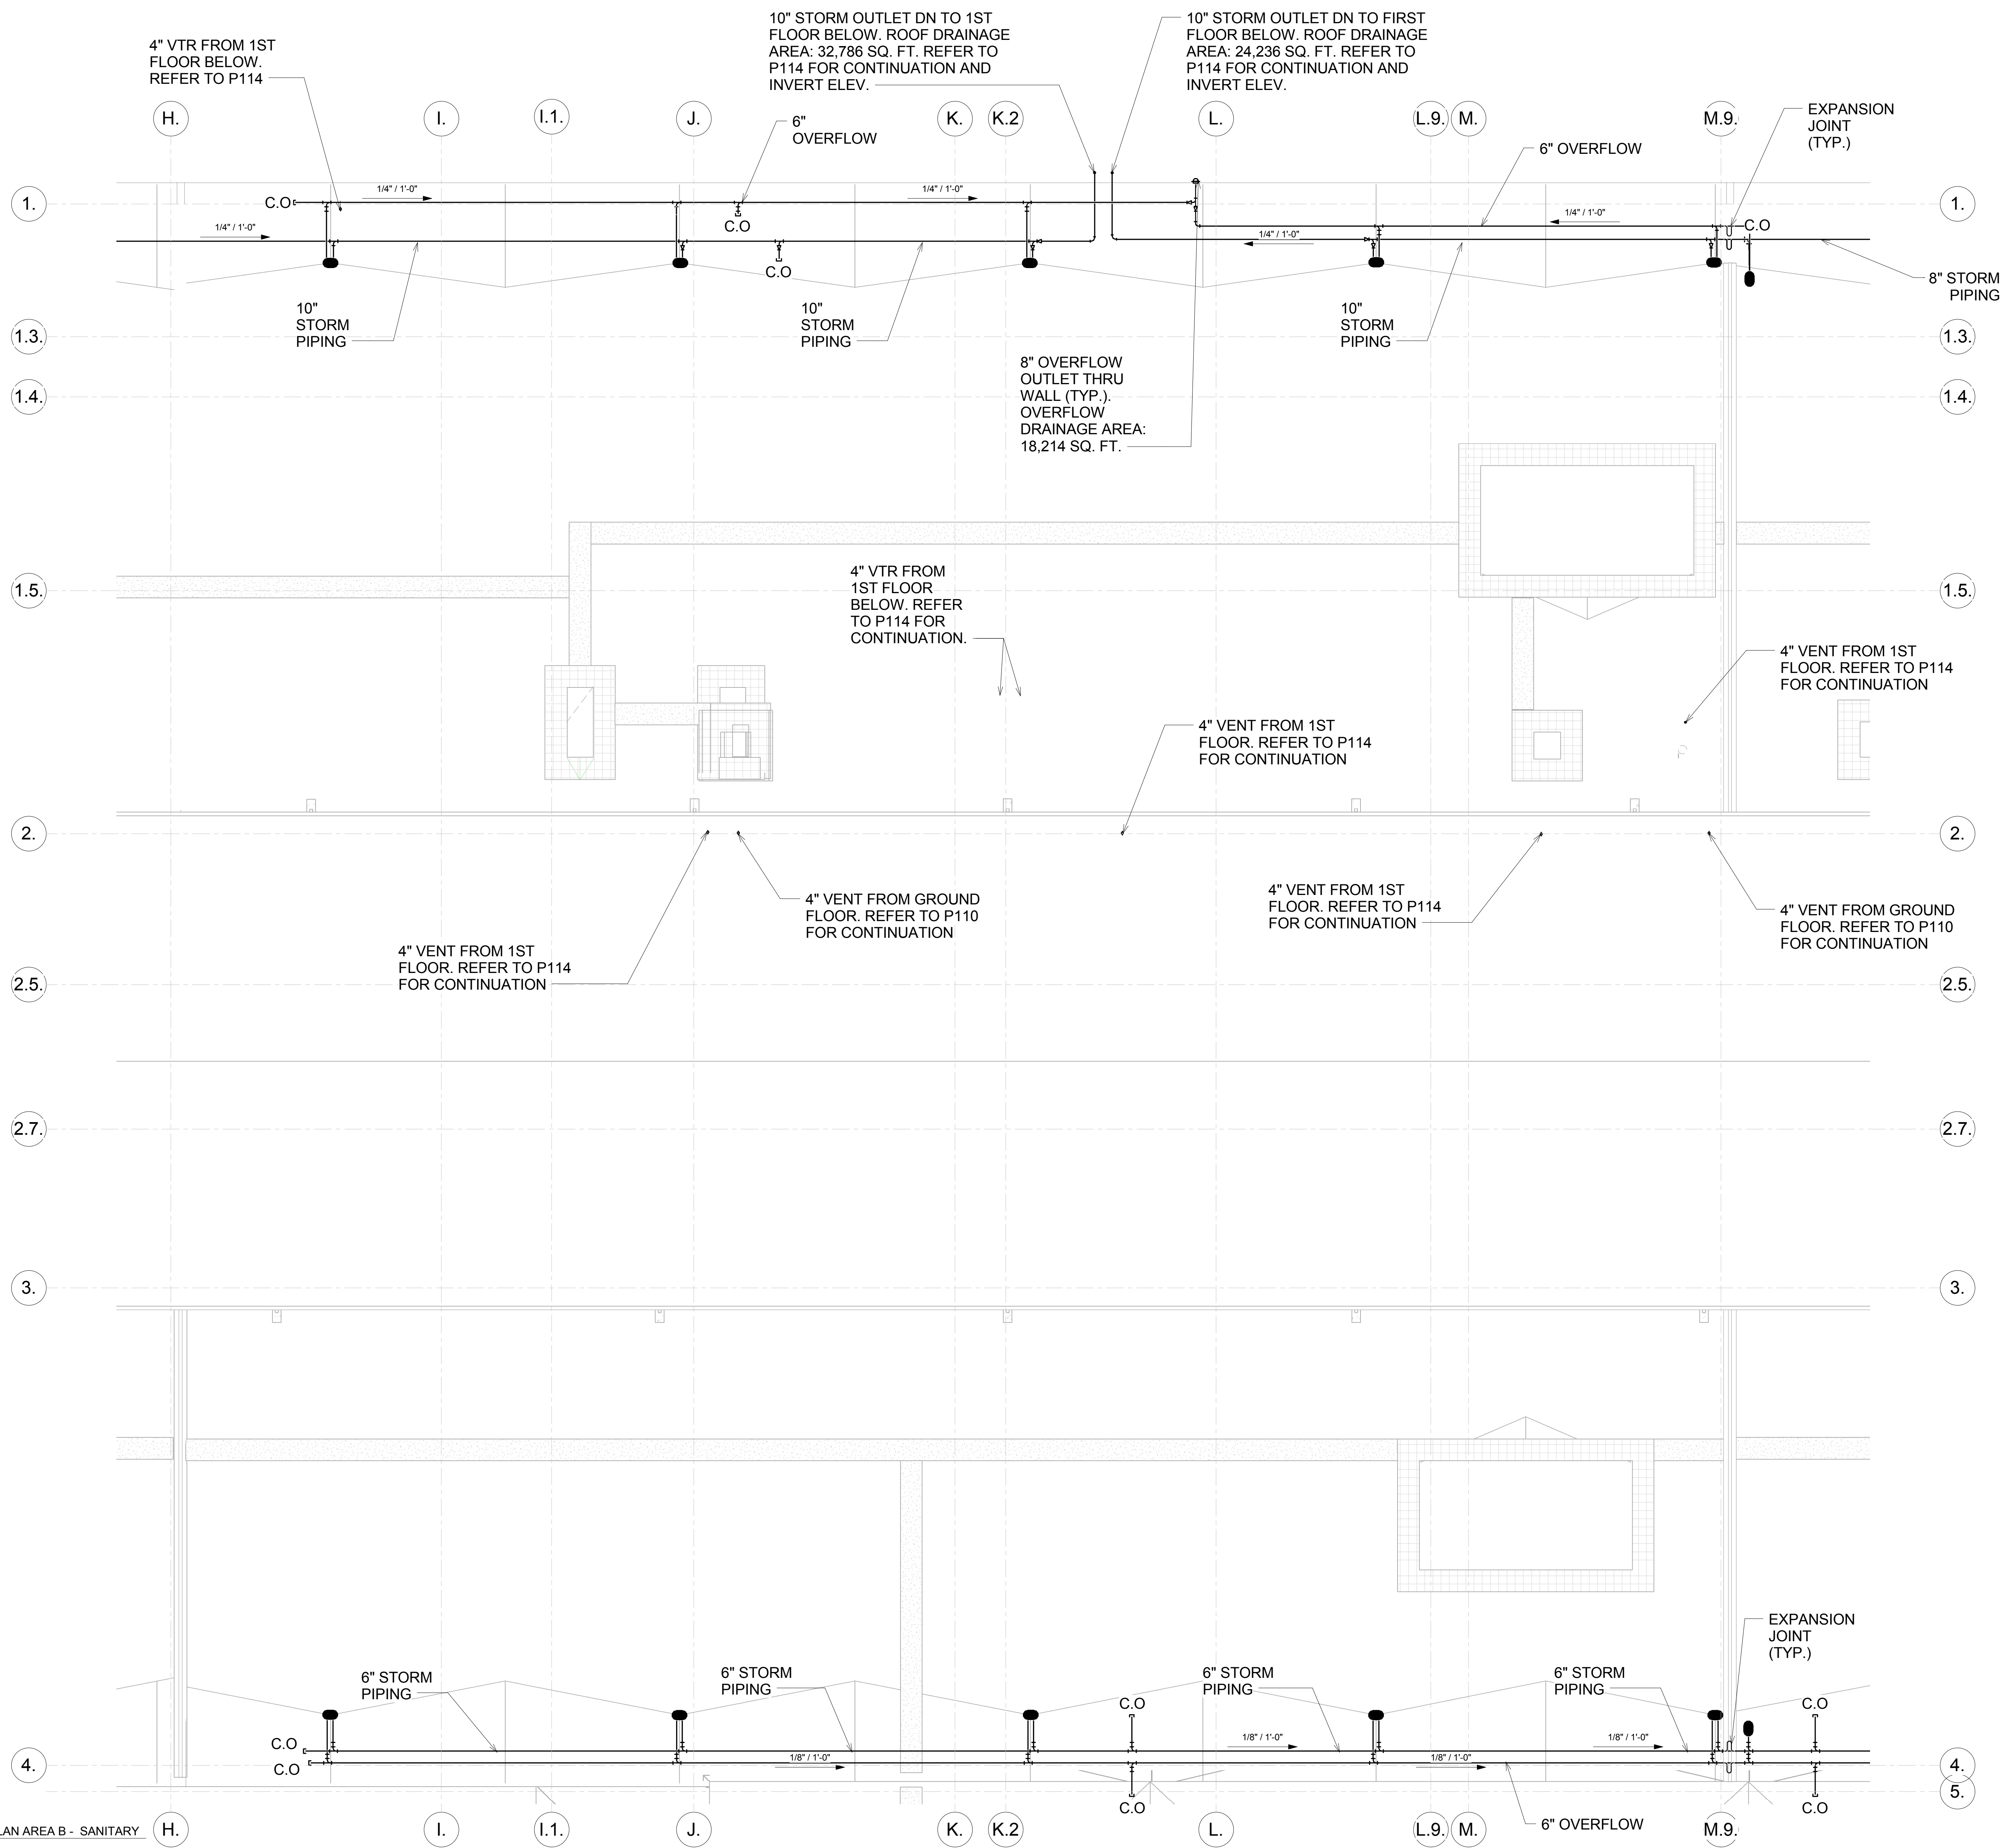 10" STORM OUTLET DN TO 1ST
FLOOR BELOW. ROOF DRAINAGE
AREA: 32,786 SQ. FT. REFER TO
P114 FOR CONTINUATION AND
INVERT ELEV.
10" STORM OUTLET DN TO FIRST
FLOOR BELOW. ROOF DRAINAGE
AREA: 24,236 SQ. FT. REFER TO
P114 FOR CONTINUATION AND
INVERT ELEV.
4" VTR FROM 1ST
FLOOR BELOW.
REFER TO P114
H.
I.
I.1.
J.
K.
K.2
L.
L.9.
M.
M.9.
6"
OVERFLOW
6" OVERFLOW
EXPANSION
JOINT
(TYP.)
1.
C.O
1/4" / 1'-0"
1/4" / 1'-0"
1/4" / 1'-0"
1.
1/4" / 1'-0"
C.O
1/4" / 1'-0"
C.O
C.O
8" STORM
PIPING
10"
STORM
PIPING
10"
STORM
PIPING
10"
STORM
PIPING
1.3.
1.3.
8" OVERFLOW
OUTLET THRU
WALL (TYP.).
OVERFLOW
DRAINAGE AREA:
18,214 SQ. FT.
1.4.
1.4.
1.5.
1.5.
4" VTR FROM
1ST FLOOR
BELOW. REFER
TO P114 FOR
CONTINUATION.
4" VENT FROM 1ST
FLOOR. REFER TO P114
FOR CONTINUATION
4" VENT FROM 1ST
FLOOR. REFER TO P114
FOR CONTINUATION
2.
2.
4" VENT FROM GROUND
FLOOR. REFER TO P110
FOR CONTINUATION
4" VENT FROM 1ST
FLOOR. REFER TO P114
FOR CONTINUATION
4" VENT FROM GROUND
FLOOR. REFER TO P110
FOR CONTINUATION
4" VENT FROM 1ST
FLOOR. REFER TO P114
FOR CONTINUATION
2.5.
2.5.
2.7.
2.7.
3.
3.
EXPANSION
JOINT
(TYP.)
6" STORM
PIPING
6" STORM
PIPING
6" STORM
PIPING
6" STORM
PIPING
C.O
C.O
C.O
C.O
1/8" / 1'-0"
1/8" / 1'-0"
1/8" / 1'-0"
1/8" / 1'-0"
4.
4.
5.
C.O
C.O
6" OVERFLOW
LAN AREA B - SANITARY
H.
I.
I.1.
J.
K.
K.2
L.
L.9.
M.
M.9.